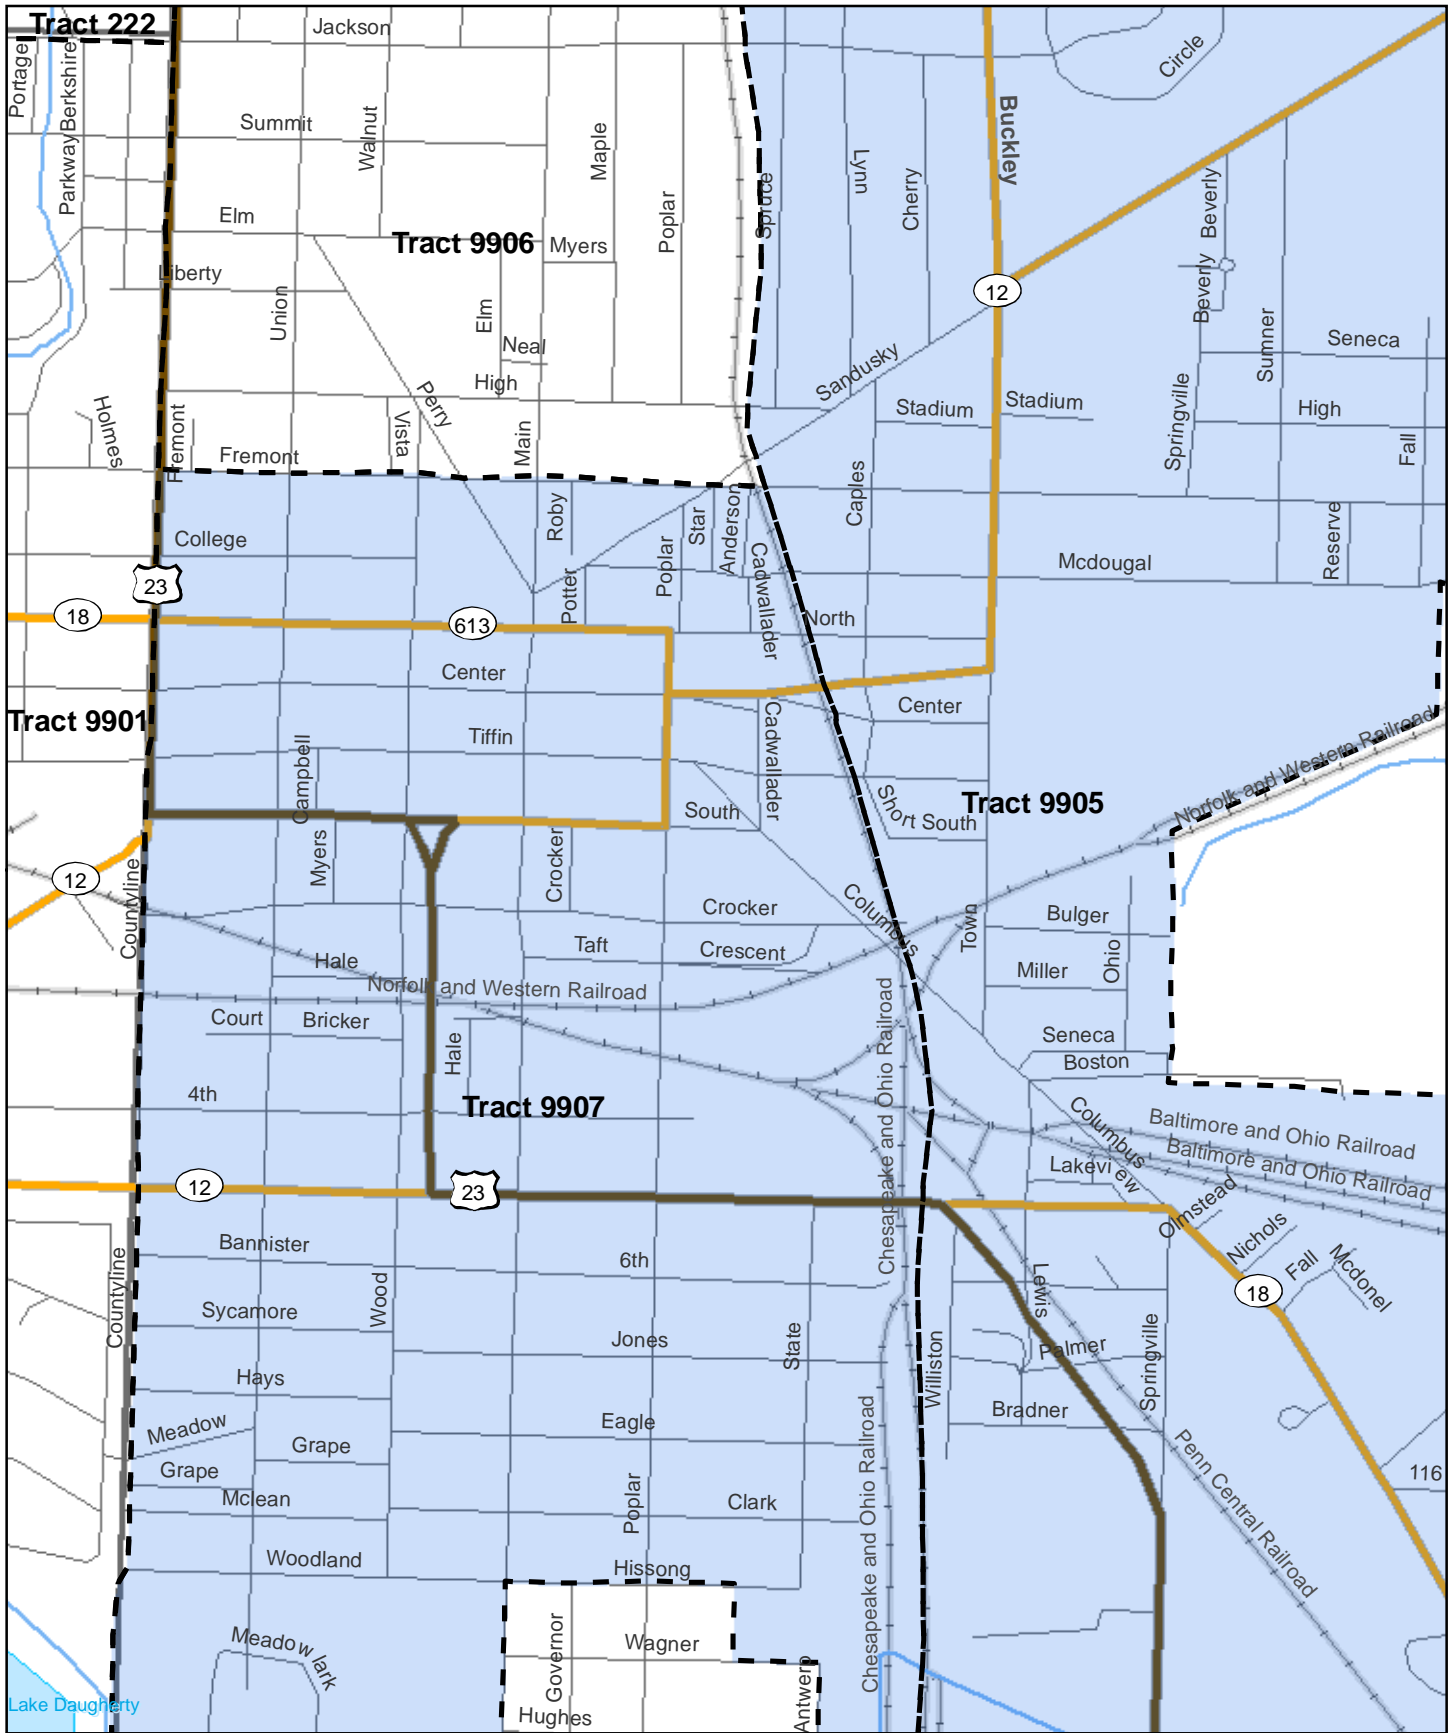 Tract 222
Jackson
Circle
Portage
Berkshire
Parkway
Summit
Walnut
Maple
Poplar
Spruce
Lynn
Cherry
Buckley
Beverly
Elm
Tract 9906
Myers
Liberty
Union
Elm
Beverly
12
Sumner
Seneca
Neal
High
Perry
Sandusky
Stadium
Stadium
Springville
High
Fall
Holmes
Fremont
Fremont
Vista
Main
Caples
College
Roby
Star
Anderson
Poplar
Potter
Cadwallader
Mcdougal
Reserve
23
18
613
North
Center
Center
Tract 9901
Tiffin
Campbell
Cadwallader
Norfolk and Western Railroad
Tract 9905
South
Short South
Myers
Crocker
12
Countyline
Crocker
Columbus
Town
Bulger
Taft
Crescent
Ohio
Hale
Miller
Norfolk and Western Railroad
Court
Bricker
Hale
Chesapeake and Ohio Railroad
Seneca
Boston
4th
Tract 9907
Columbus
Baltimore and Ohio Railroad
Baltimore and Ohio Railroad
Lakeview
12
23
Olmstead
Nichols
Bannister
6th
Fall
Mcdonel
Countyline
Wood
Lewis
18
Sycamore
Jones
State
Williston
Palmer
Springville
Hays
Meadow
Eagle
Bradner
Grape
Grape
Mclean
Poplar
Clark
Chesapeake and Ohio Railroad
Penn Central Railroad
116
Woodland
Hissong
Meadow lark
Governor
Wagner
Antwerp
Lake Daugherty
Hughes